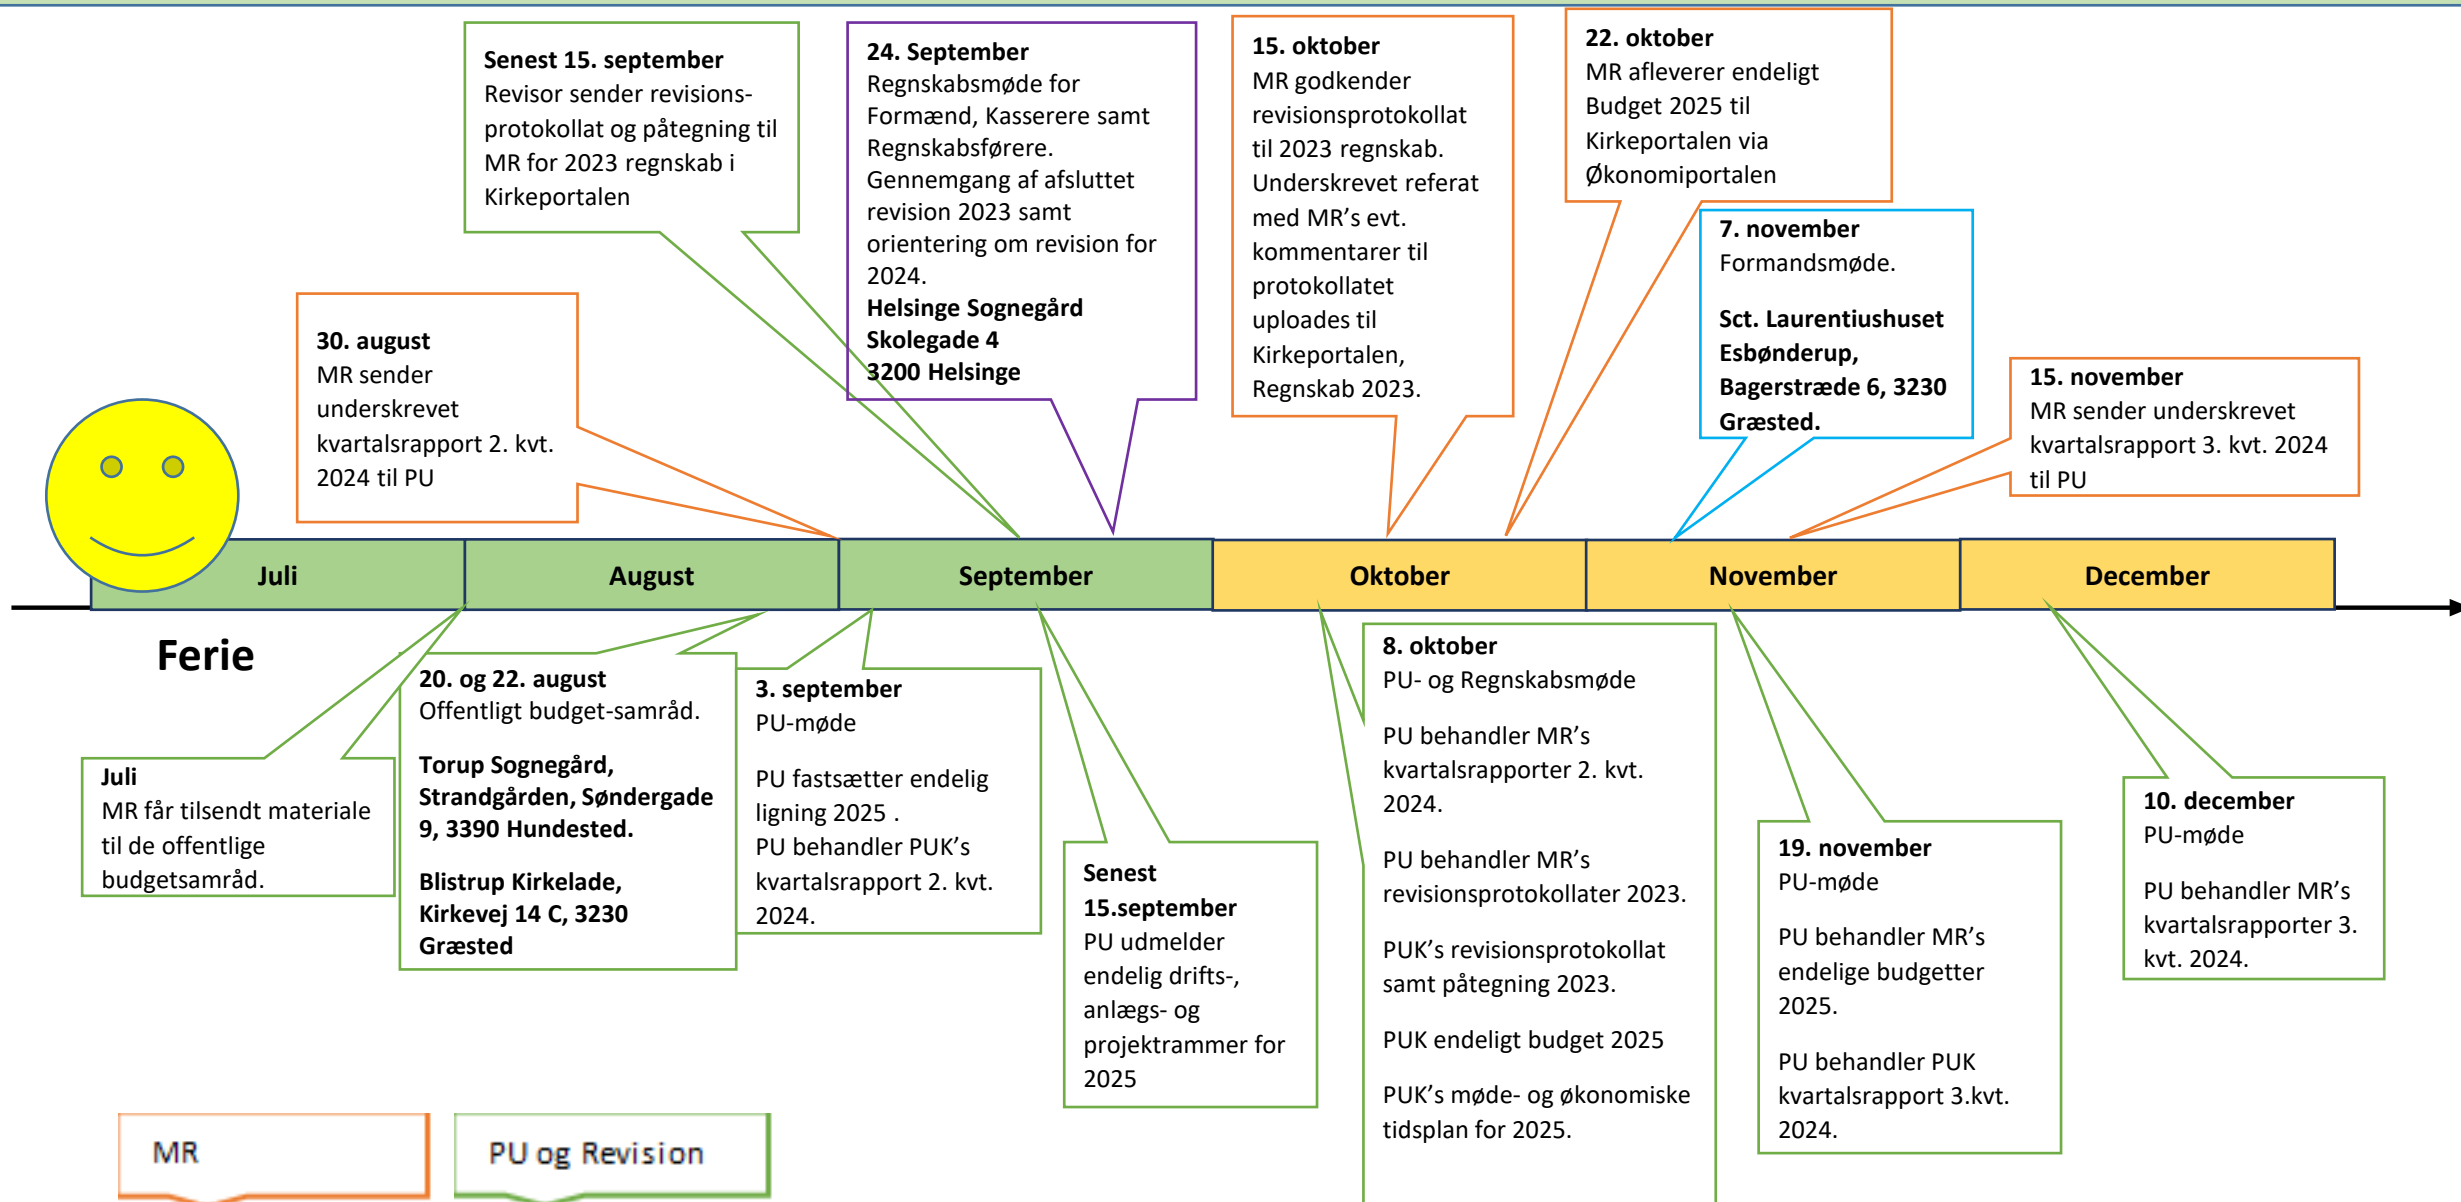 Senest 15. september
Revisor sender revisions-
protokollat og påtegning til
MR for 2023 regnskab i
Kirkeportalen
24. September
Regnskabsmøde for
Formænd, Kasserere samt
Regnskabsførere.
Gennemgang af afsluttet
revision 2023 samt
orientering om revision for
2024.
Helsinge Sognegård
Skolegade 4
3200 Helsinge
15. oktober
MR godkender
revisionsprotokollat
til 2023 regnskab.
Underskrevet referat
med MR's evt.
kommentarer til
protokollatet
uploades til
Kirkeportalen,
Regnskab 2023.
22. oktober
MR afleverer endeligt
Budget 2025 til
Kirkeportalen via
Økonomiportalen
7. november
Formandsmøde.
Sct. Laurentiushuset
Esbønderup,
Bagerstræde 6, 3230
Græsted.
30. august
MR sender
underskrevet
kvartalsrapport 2. kvt.
2024 til PU
15. november
MR sender underskrevet
kvartalsrapport 3. kvt. 2024
til PU
Juli
August
September
Oktober
November
December
Ferie
Juli
MR får tilsendt materiale
til de offentlige
budgetsamråd.
20. og 22. august
Offentligt budget-samråd.
Torup Sognegård,
Strandgården, Søndergade
9, 3390 Hundested.
Blistrup Kirkelade,
Kirkevej 14 C, 3230
Græsted
3. september
PU-møde
PU fastsætter endelig
ligning 2025 .
PU behandler PUK's
kvartalsrapport 2. kvt.
2024.
Senest
15.september
PU udmelder
endelig drifts-,
anlægs- og
projektrammer for
2025
8. oktober
PU- og Regnskabsmøde
PU behandler MR's
kvartalsrapporter 2. kvt.
2024.
PU behandler MR's
revisionsprotokollater 2023.
PUK's revisionsprotokollat
samt påtegning 2023.
PUK endeligt budget 2025
PUK's møde- og økonomiske
tidsplan for 2025.
19. november
PU-møde
PU behandler MR's
endelige budgetter
2025.
PU behandler PUK
kvartalsrapport 3.kvt.
2024.
10. december
PU-møde
PU behandler MR's
kvartalsrapporter 3.
kvt. 2024.
MR
PU og Revision